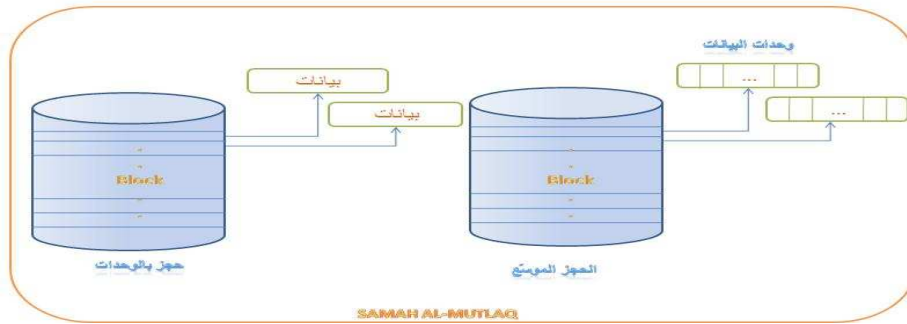 وحدات البيانات
...
...
بيانات
بيانات
Block
Block
حجز بالوحدات
الحجز الموسّع
SAMAH AL-MUTLAQ